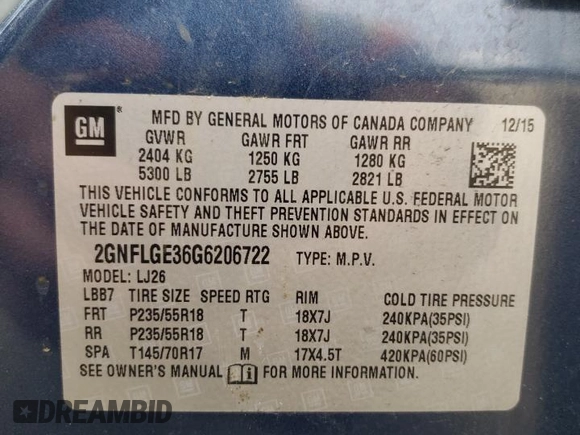 GM
MFD BY GENERAL MOTORS OF CANADA COMPANY 12/15
GVWR GAWR FRT GAWR RR
2404 KG 1250 KG 1280 KG
5300 LB 2755 LB 2821 LB
THIS VEHICLE CONFORMS TO ALL APPLICABLE U.S. FEDERAL MOTOR
VEHICLE SAFETY AND THEFT PREVENTION STANDARDS IN EFFECT ON
THE DATE OF MANUFACTURE SHOWN ABOVE.
2GNFLGE36G6206722 TYPE: M.P.V.
MODEL: LJ26
LBB7 TIRE SIZE SPEED RTG RIM COLD TIRE PRESSURE
FRT P235/55R18 T 18X7J 240KPA(35PSI)
RR P235/55R18 T 18X7J 240KPA(35PSI)
SPA T145/70R17 M 17X4.5T 420KPA(60PSI)
SEE OWNER'S MANUAL FOR MORE INFORMATION.
DREAMBID